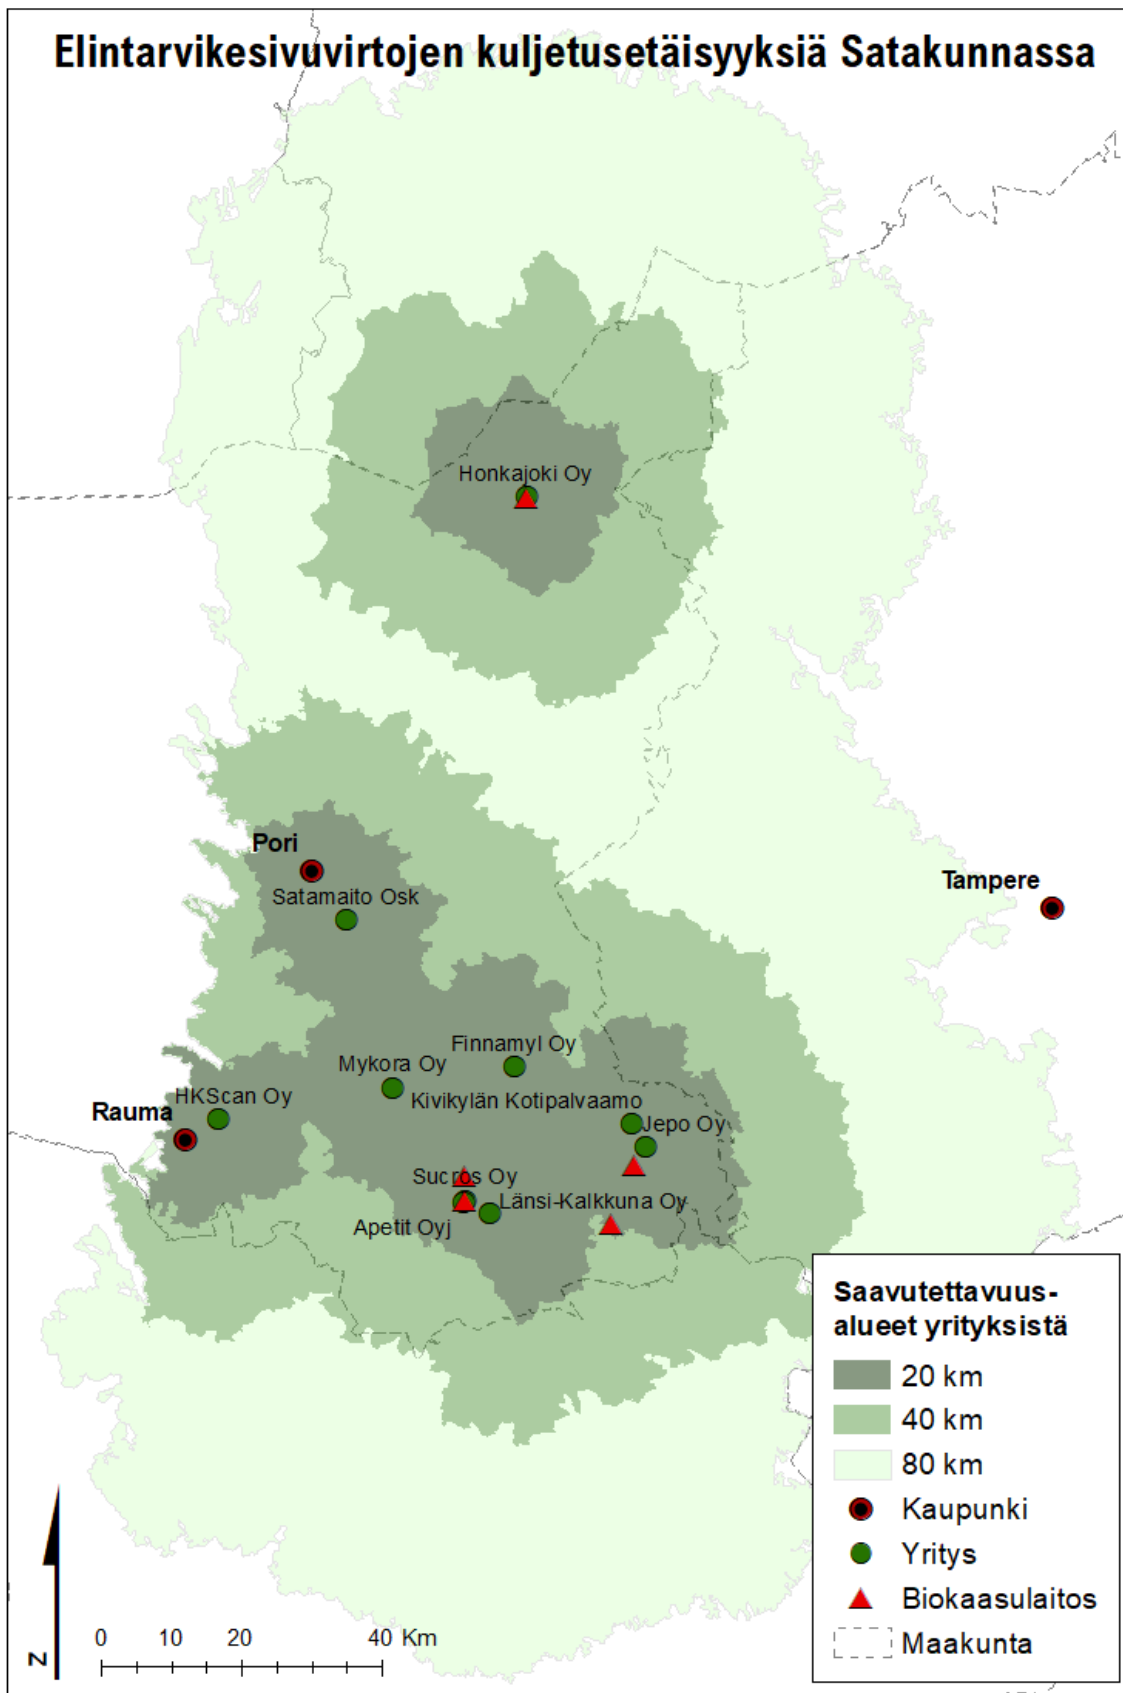 Elintarvikesivuvirtojen kuljetusetäisyyksiä Satakunnassa
Honkajoki Oy
Pori
Satamaito Osk
Tampere
Finnamyl Oy
Mykora Oy
HKScan Oy
Kivikylän Kotipalvaamo
Rauma
Jepo Oy
Sucros Oy
Länsi-Kalkkuna Oy
Apetit Oyj
Saavutettavuus-
alueet yrityksistä
20 km
40 km
80 km
Kaupunki
Yritys
Biokaasulaitos
Maakunta
0 10 20 40 Km
N